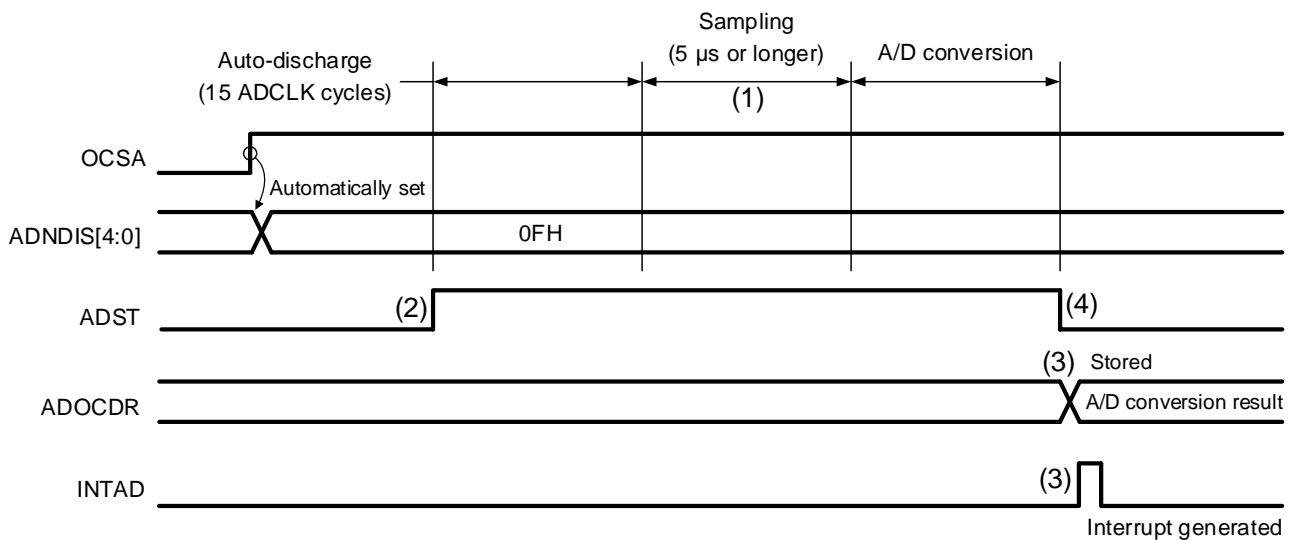 Sampling
(5 µs or longer)
A/D conversion
Auto-discharge
(15 ADCLK cycles)
(1)
OCSA
Automatically set
ADNDIS[4:0]
0FH
ADST
(2)
(4)
(3) Stored
ADOCDR
A/D conversion result
INTAD
(3)
Interrupt generated